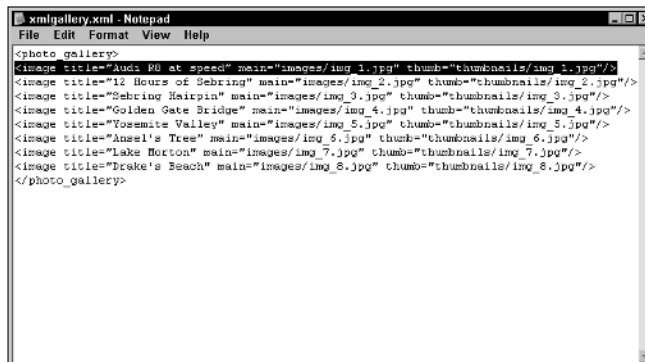 xmlgallery.xml - Notepad
File Edit Format View Help
<photo_gallery>
<image title="Audi R8 at speed" main="images/img_1.jpg" thumb="thumbnails/img_1.jpg"/>
<image title="12 Hours of Sebring" main="images/img_2.jpg" thumb="thumbnails/img_2.jpg"/>
<image title="Sebring Hairpin" main="images/img_3.jpg" thumb="thumbnails/img_3.jpg"/>
<image title="Golden Gate Bridge" main="images/img_4.jpg" thumb="thumbnails/img_4.jpg"/>
<image title="Yosemite Valley" main="images/img_5.jpg" thumb="thumbnails/img_5.jpg"/>
<image title="Ansel's Tree" main="images/img_6.jpg" thumb="thumbnails/img_6.jpg"/>
<image title="Lake Morton" main="images/img_7.jpg" thumb="thumbnails/img_7.jpg"/>
<image title="Drake's Beach" main="images/img_8.jpg" thumb="thumbnails/img_8.jpg"/>
</photo_gallery>